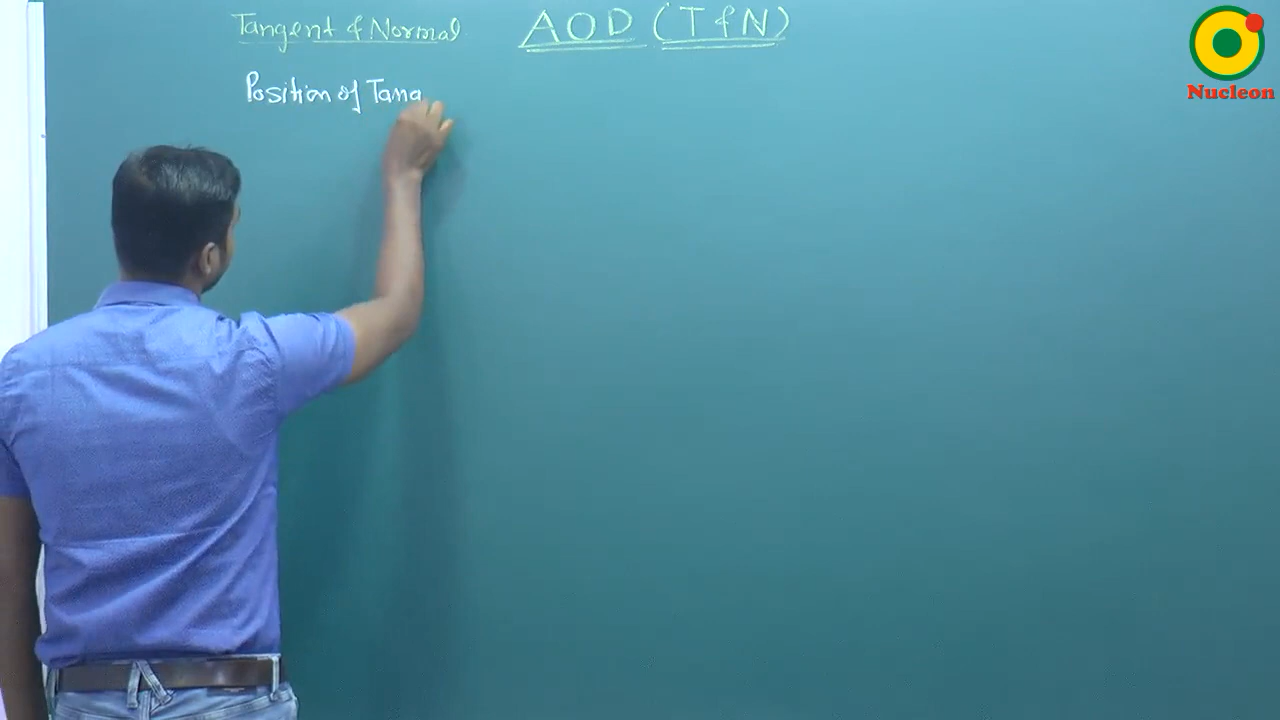 Tangent & Normal
AOD (T & N)
Position of Tang
Nucleon